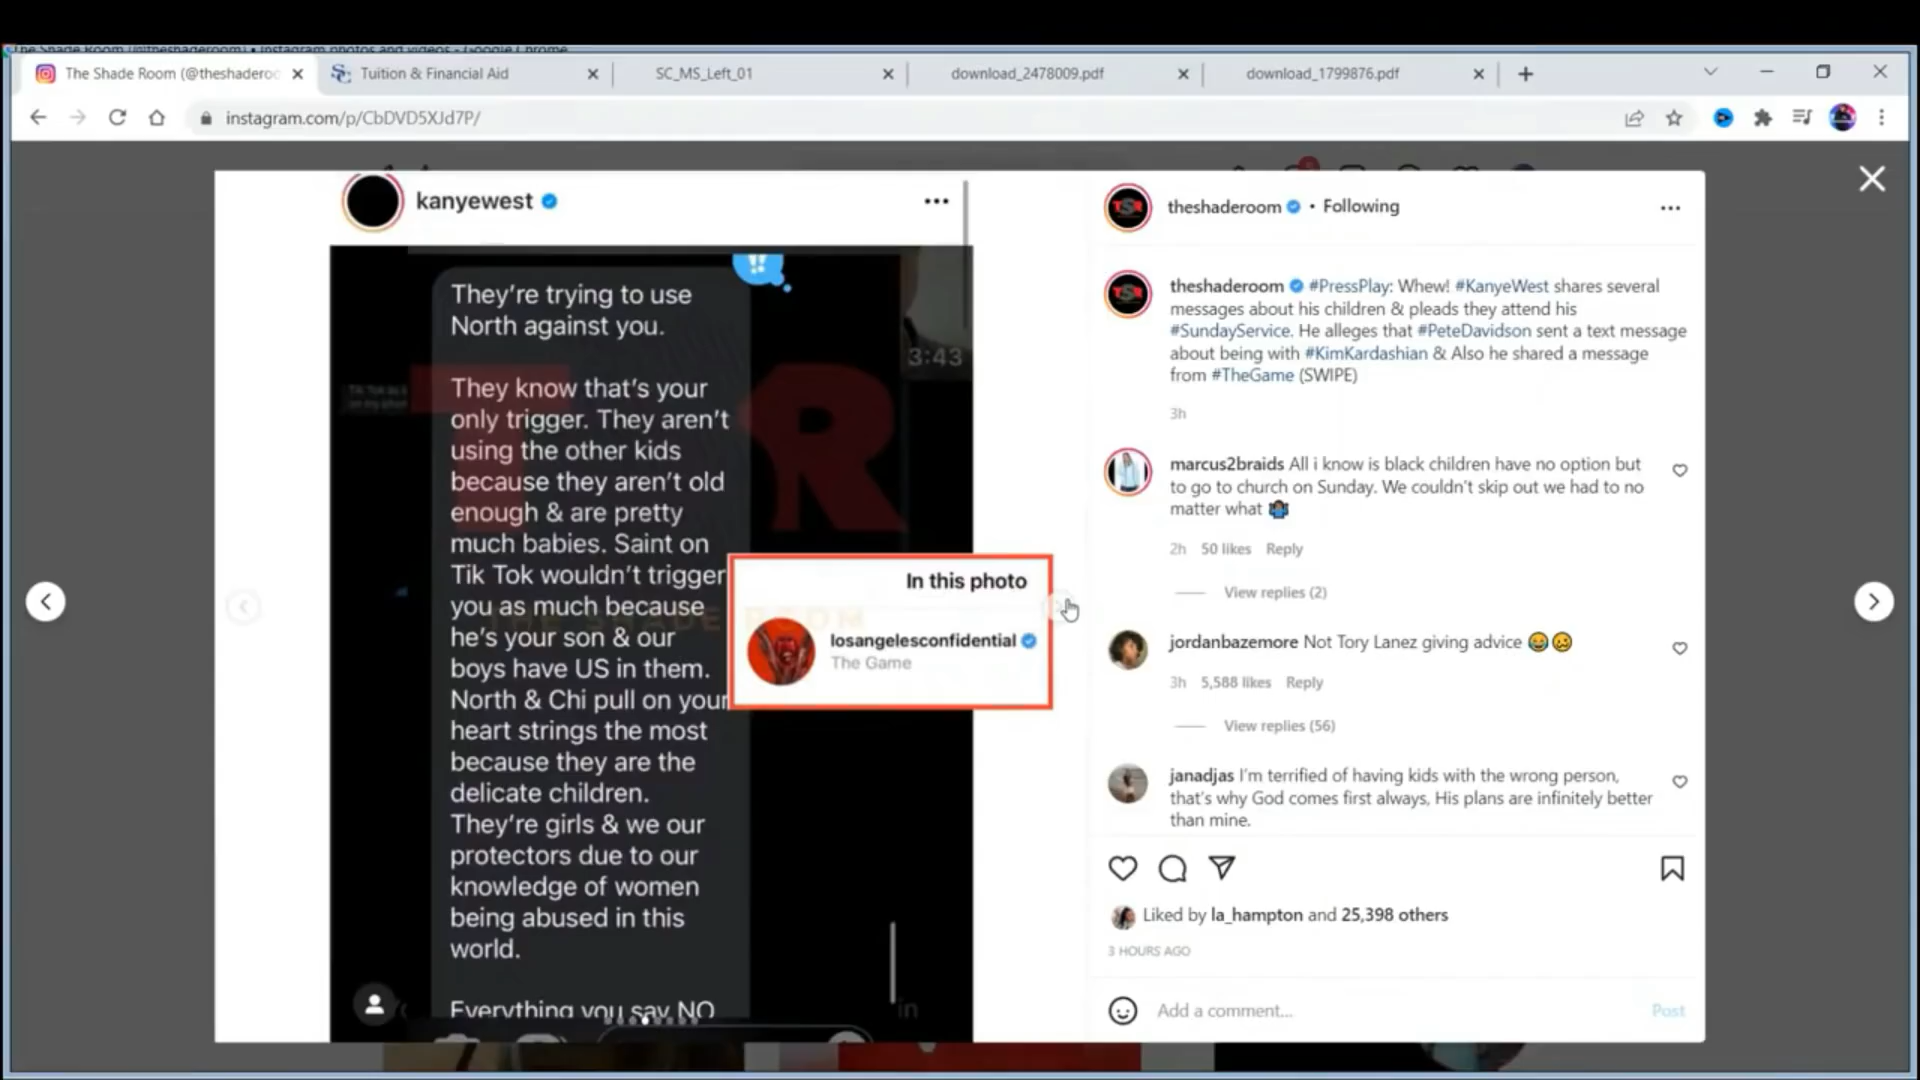 The Shade Room (@theshaderoom) • Instagram photos and videos - Google Chrome
The Shade Room (@theshaderoo
Tuition & Financial Aid
SC_MS_Left_01
download_2478009.pdf
download_1799876.pdf
instagram.com/p/CbDVD5XJd7P/
kanyewest
They're trying to use
North against you.
3:43
They know that's your
only trigger. They aren't
using the other kids
because they aren't old
enough & are pretty
much babies. Saint on
Tik Tok wouldn't trigger
you as much because
he's your son & our
boys have US in them.
North & Chi pull on your
heart strings the most
because they are the
delicate children.
They're girls & we our
protectors due to our
knowledge of women
being abused in this
world.
Everything you say NO
T R
THE SHADE ROOM
In this photo
losangelesconfidential
The Game
in
TSR
theshaderoom • Following
TSR
theshaderoom #PressPlay: Whew! #KanyeWest shares several
messages about his children & pleads they attend his
#SundayService. He alleges that #PeteDavidson sent a text message
about being with #KimKardashian & Also he shared a message
from #TheGame (SWIPE)
3h
marcus2braids All i know is black children have no option but
to go to church on Sunday. We couldn't skip out we had to no
matter what 🤷🏿‍♂️
2h 50 likes Reply
View replies (2)
jordanbazemore Not Tory Lanez giving advice 😂🥴
3h 5,588 likes Reply
View replies (56)
janadjas I'm terrified of having kids with the wrong person,
that's why God comes first always, His plans are infinitely better
than mine.
Liked by la_hampton and 25,398 others
3 HOURS AGO
Add a comment...
Post